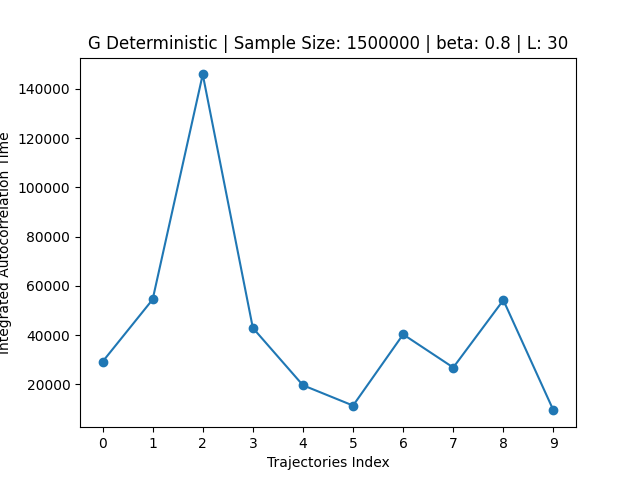 G Deterministic | Sample Size: 1500000 | beta: 0.8 | L: 30
Integrated Autocorrelation Time
140000
120000
100000
80000
60000
40000
20000
0 1 2 3 4 5 6 7 8 9
Trajectories Index